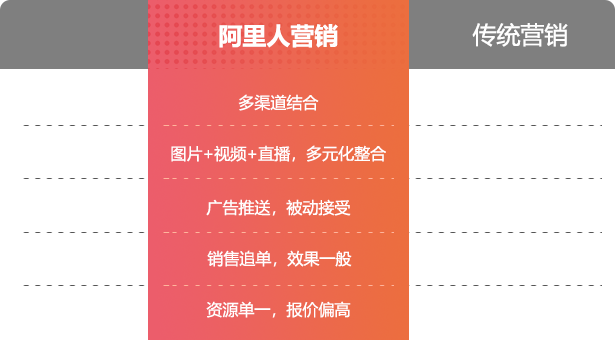 阿里人营销
传统营销
多渠道结合
图片+视频+直播，多元化整合
广告推送，被动接受
销售追单，效果一般
资源单一，报价偏高